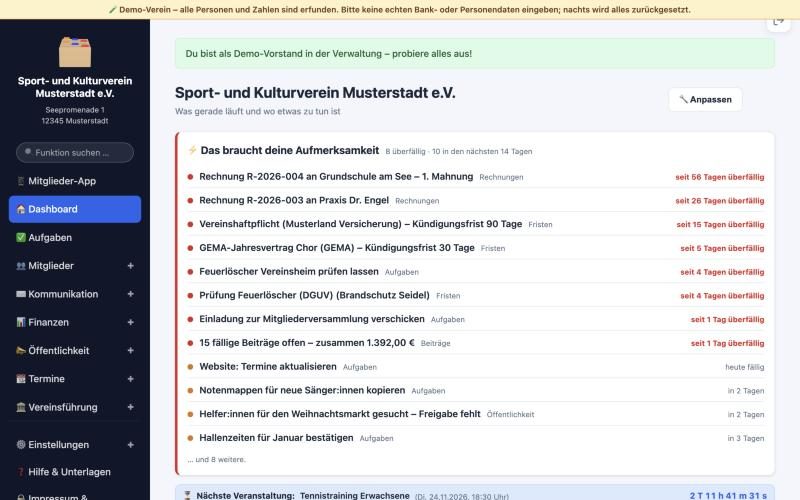 Demo-Verein – alle Personen und Zahlen sind erfunden. Bitte keine echten Bank- oder Personendaten eingeben; nachts wird alles zurückgesetzt.
Sport- und Kulturverein
Musterstadt e.V.
Seepromenade 1
12345 Musterstadt
Funktion suchen ...
Mitglieder-App
Dashboard
Aufgaben
Mitglieder +
Kommunikation +
Finanzen +
Öffentlichkeit +
Termine +
Vereinsführung +
Einstellungen +
Hilfe & Unterlagen
Impressum &
Du bist als Demo-Vorstand in der Verwaltung – probiere alles aus!
Sport- und Kulturverein Musterstadt e.V.
Was gerade läuft und wo etwas zu tun ist
Anpassen
Das braucht deine Aufmerksamkeit 8 überfällig · 10 in den nächsten 14 Tagen
Rechnung R-2026-004 an Grundschule am See – 1. Mahnung Rechnungen seit 56 Tagen überfällig
Rechnung R-2026-003 an Praxis Dr. Engel Rechnungen seit 26 Tagen überfällig
Vereinshaftpflicht (Musterland Versicherung) – Kündigungsfrist 90 Tage Fristen seit 15 Tagen überfällig
GEMA-Jahresvertrag Chor (GEMA) – Kündigungsfrist 30 Tage Fristen seit 5 Tagen überfällig
Feuerlöscher Vereinsheim prüfen lassen Aufgaben seit 4 Tagen überfällig
Prüfung Feuerlöscher (DGUV) (Brandschutz Seidel) Fristen seit 4 Tagen überfällig
Einladung zur Mitgliederversammlung verschicken Aufgaben seit 1 Tag überfällig
15 fällige Beiträge offen – zusammen 1.392,00 € Beiträge seit 1 Tag überfällig
Website: Termine aktualisieren Aufgaben heute fällig
Notenmappen für neue Sänger:innen kopieren Aufgaben in 2 Tagen
Helfer:innen für den Weihnachtsmarkt gesucht – Freigabe fehlt Öffentlichkeit in 2 Tagen
Hallenzeiten für Januar bestätigen Aufgaben in 3 Tagen
... und 8 weitere.
Nächste Veranstaltung: Tennistraining Erwachsene (Di, 24.11.2026, 18:30 Uhr) 2 T 11 h 41 m 31 s